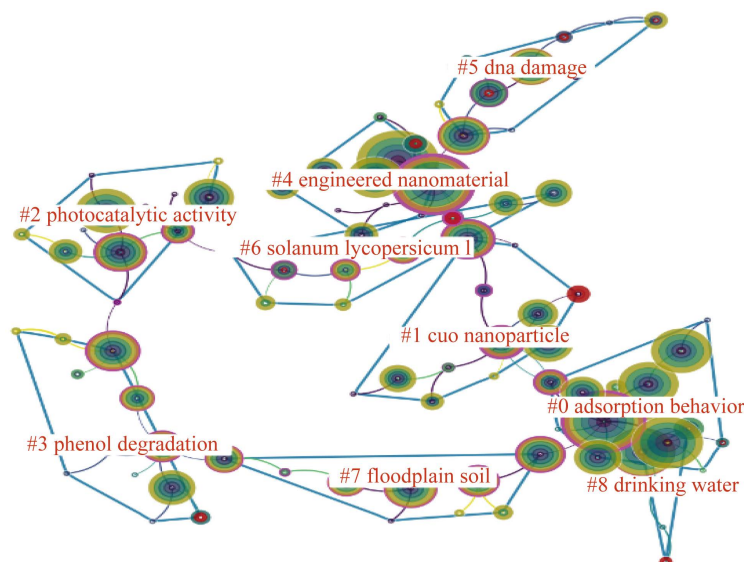 #5 dna damage
#4 engineered nanomaterial
#2 photocatalytic activity
#6 solanum lycopersicum l
#1 cuo nanoparticle
#0 adsorption behavior
#3 phenol degradation
#7 floodplain soil
#8 drinking water